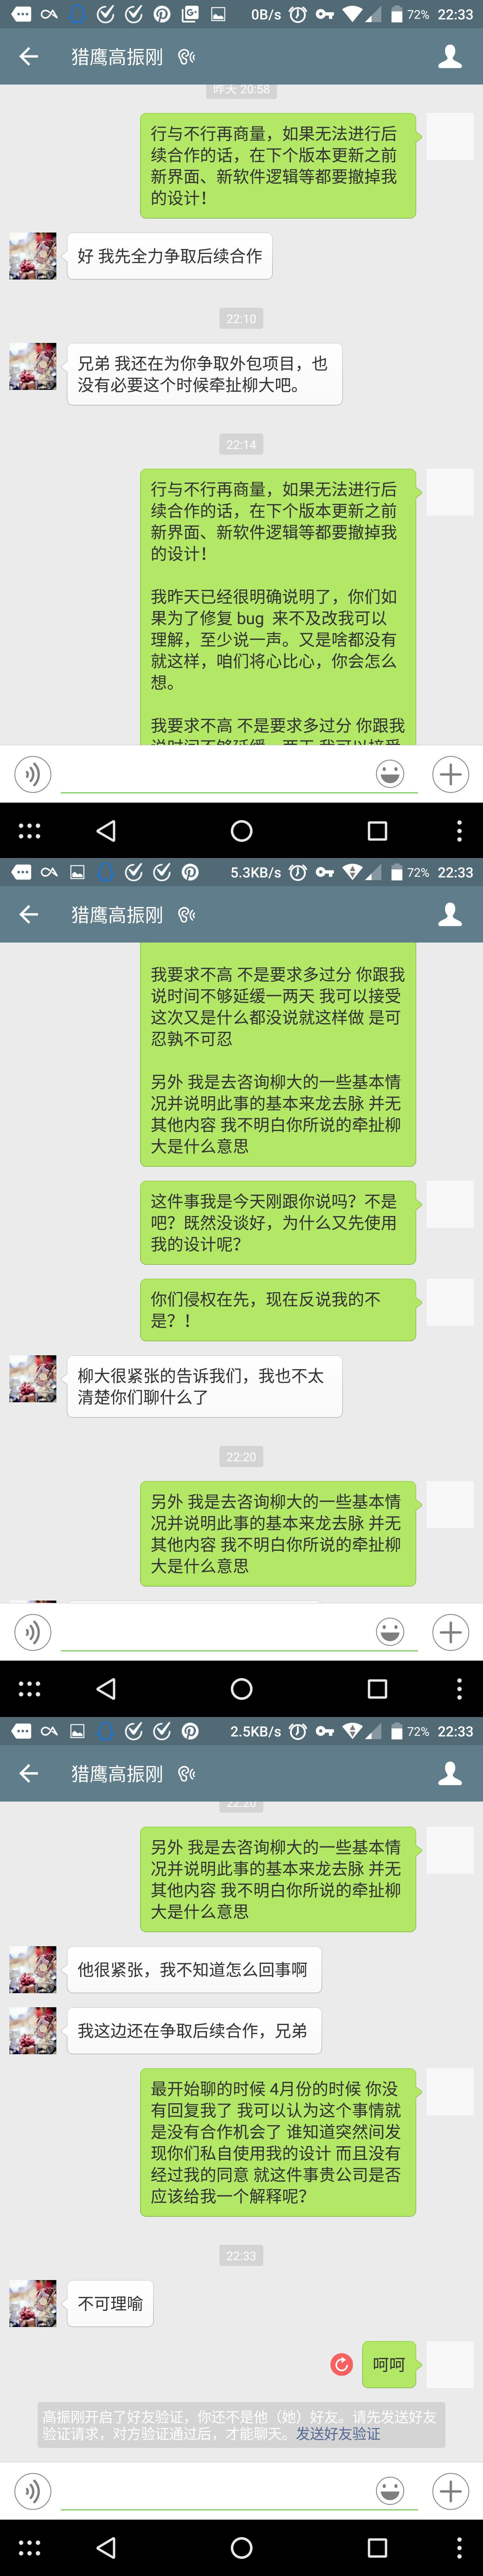 0B/s 72% 22:33
猎鹰高振刚
昨天 20:58
行与不行再商量，如果无法进行后
续合作的话，在下个版本更新之前
新界面、新软件逻辑等都要撤掉我
的设计！
好 我先全力争取后续合作
22:10
兄弟 我还在为你争取外包项目，也
没有必要这个时候牵扯柳大吧。
22:14
行与不行再商量，如果无法进行后
续合作的话，在下个版本更新之前
新界面、新软件逻辑等都要撤掉我
的设计！
我昨天已经很明确说明了，你们如
果为了修复 bug  来不及改我可以
理解，至少说一声。又是啥都没有
就这样，咱们将心比心，你会怎么
想。
我要求不高 不是要求多过分 你跟我
说时间不够延缓一两天 我可以接受
5.3KB/s 72% 22:33
猎鹰高振刚
我要求不高 不是要求多过分 你跟我
说时间不够延缓一两天 我可以接受
这次又是什么都没说就这样做 是可
忍孰不可忍
另外 我是去咨询柳大的一些基本情
况并说明此事的基本来龙去脉 并无
其他内容 我不明白你所说的牵扯柳
大是什么意思
这件事我是今天刚跟你说吗？不是
吧？既然没谈好，为什么又先使用
我的设计呢？
你们侵权在先，现在反说我的不
是？！
柳大很紧张的告诉我们，我也不太
清楚你们聊什么了
22:20
另外 我是去咨询柳大的一些基本情
况并说明此事的基本来龙去脉 并无
其他内容 我不明白你所说的牵扯柳
大是什么意思
2.5KB/s 72% 22:33
猎鹰高振刚
22:20
另外 我是去咨询柳大的一些基本情
况并说明此事的基本来龙去脉 并无
其他内容 我不明白你所说的牵扯柳
大是什么意思
他很紧张，我不知道怎么回事啊
我这边还在争取后续合作，兄弟
最开始聊的时候 4月份的时候 你没
有回复我了 我可以认为这个事情就
是没有合作机会了 谁知道突然间发
现你们私自使用我的设计 而且没有
经过我的同意 就这件事贵公司是否
应该给我一个解释呢？
22:33
不可理喻
呵呵
高振刚开启了好友验证，你还不是他（她）好友。请先发送好友
验证请求，对方验证通过后，才能聊天。发送好友验证